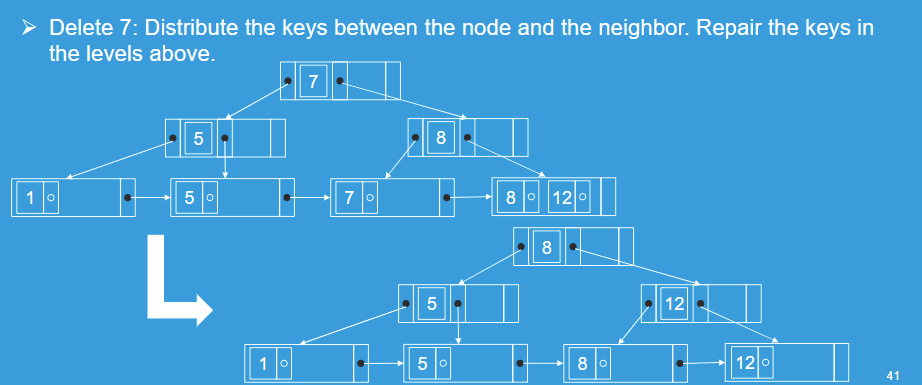 ➢ Delete 7: Distribute the keys between the node and the neighbor. Repair the keys in
the levels above.
7
5 8
1 5 7 8 12
8
5 12
1 5 8 12
41